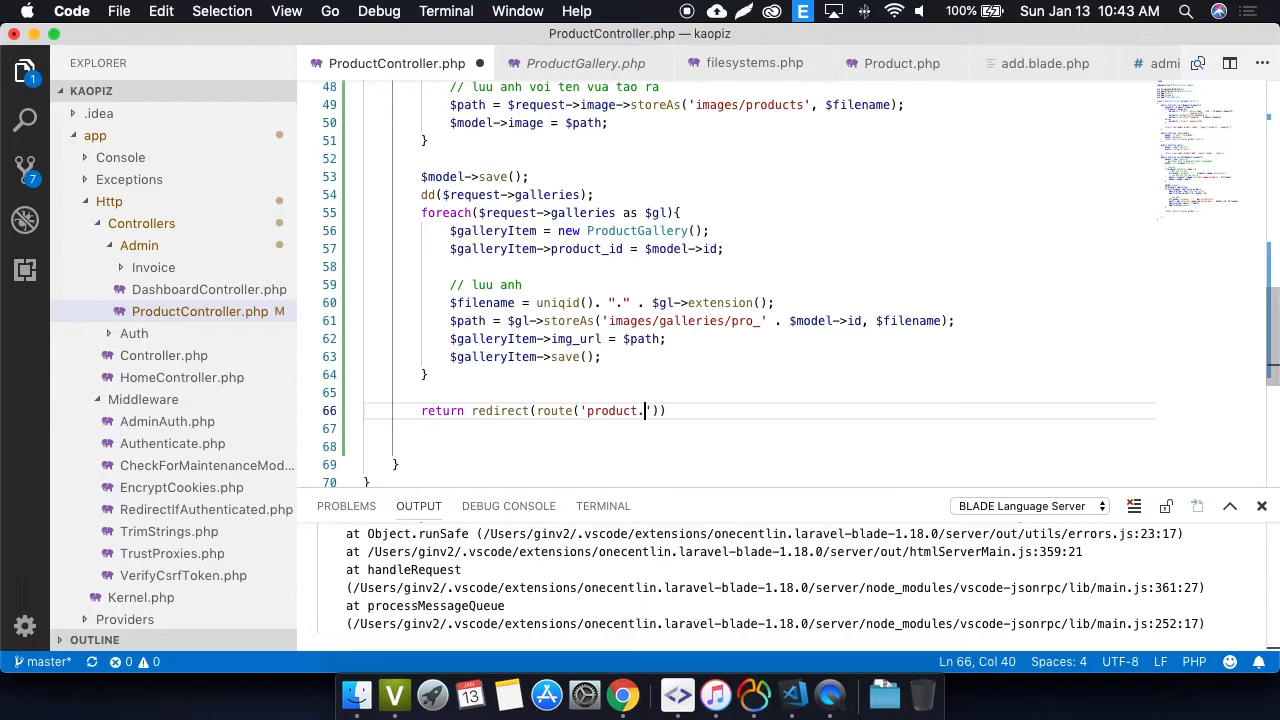 Code File Edit Selection View Go Debug Terminal Window Help 100% Sun Jan 13 10:43 AM
ProductController.php — kaopiz
EXPLORER
ProductController.php ProductGallery.php filesystems.php Product.php add.blade.php # admi
KAOPIZ
.idea
app
Console
Exceptions
Http
Controllers
Admin
Invoice
DashboardController.php
ProductController.php M
Auth
Controller.php
HomeController.php
Middleware
AdminAuth.php
Authenticate.php
CheckForMaintenanceMod...
EncryptCookies.php
RedirectIfAuthenticated.php
TrimStrings.php
TrustProxies.php
VerifyCsrfToken.php
Kernel.php
Providers
OUTLINE
1
7
48 // luu anh voi ten vua tao ra
49 $path = $request->image->storeAs('images/products', $filename);
50 $model->image = $path;
51 }
52
53 $model->save();
54 dd($request->galleries);
55 foreach($request->galleries as $gl){
56 $galleryItem = new ProductGallery();
57 $galleryItem->product_id = $model->id;
58
59 // luu anh
60 $filename = uniqid(). "." . $gl->extension();
61 $path = $gl->storeAs('images/galleries/pro_' . $model->id, $filename);
62 $galleryItem->img_url = $path;
63 $galleryItem->save();
64 }
65
66 return redirect(route('product.'))
67
68
69 }
70 }
PROBLEMS OUTPUT DEBUG CONSOLE TERMINAL BLADE Language Server
at Object.runSafe (/Users/ginv2/.vscode/extensions/onecentlin.laravel-blade-1.18.0/server/out/utils/errors.js:23:17)
at /Users/ginv2/.vscode/extensions/onecentlin.laravel-blade-1.18.0/server/out/htmlServerMain.js:359:21
at handleRequest
(/Users/ginv2/.vscode/extensions/onecentlin.laravel-blade-1.18.0/server/node_modules/vscode-jsonrpc/lib/main.js:361:27)
at processMessageQueue
(/Users/ginv2/.vscode/extensions/onecentlin.laravel-blade-1.18.0/server/node_modules/vscode-jsonrpc/lib/main.js:252:17)
master* 0 0 Ln 66, Col 40 Spaces: 4 UTF-8 LF PHP